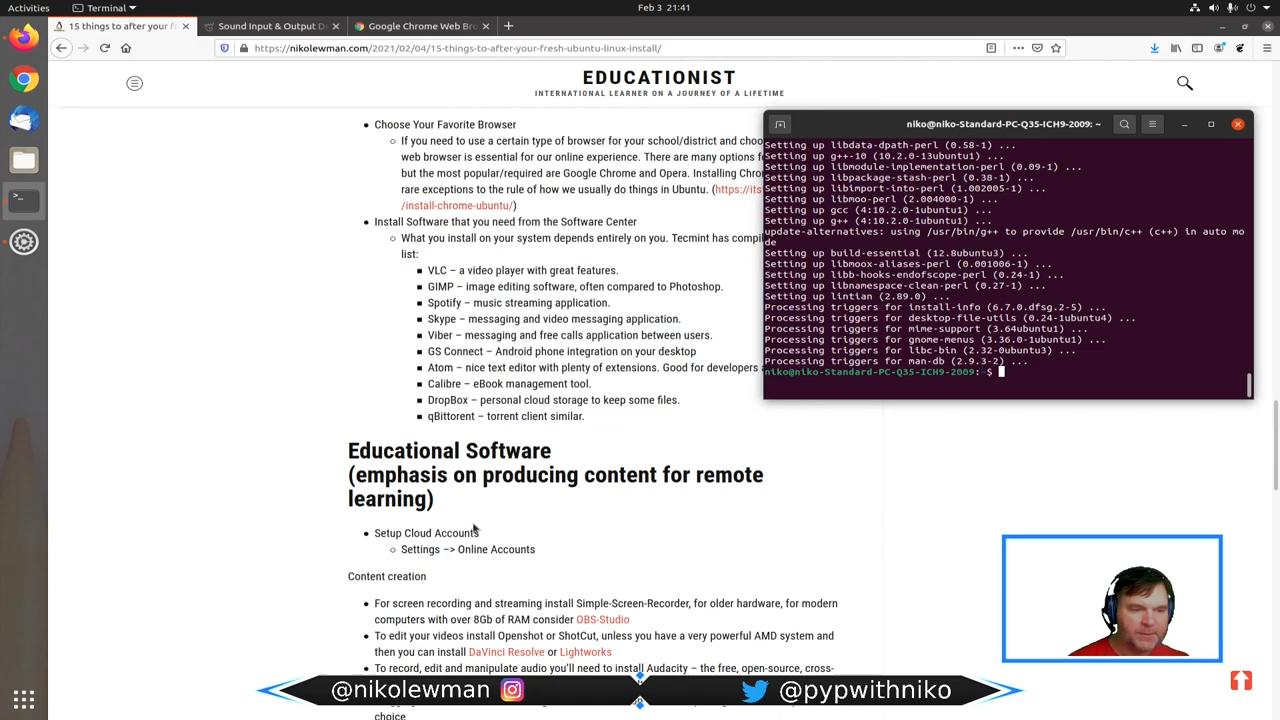 Activities
Terminal
Feb 3 21:41
15 things to after your fr
Sound Input & Output D
Google Chrome Web Bro
https://nikolewman.com/2021/02/04/15-things-to-after-your-fresh-ubuntu-linux-install/
EDUCATIONIST
INTERNATIONAL LEARNER ON A JOURNEY OF A LIFETIME
Choose Your Favorite Browser
If you need to use a certain type of browser for your school/district and choo
web browser is essential for our online experience. There are many options f
but the most popular/required are Google Chrome and Opera. Installing Chro
rare exceptions to the rule of how we usually do things in Ubuntu. (https://its
/install-chrome-ubuntu/)
Install Software that you need from the Software Center
What you install on your system depends entirely on you. Tecmint has compil
list:
VLC – a video player with great features.
GIMP – image editing software, often compared to Photoshop.
Spotify – music streaming application.
Skype – messaging and video messaging application.
Viber – messaging and free calls application between users.
GS Connect – Android phone integration on your desktop
Atom – nice text editor with plenty of extensions. Good for developers
Calibre – eBook management tool.
DropBox – personal cloud storage to keep some files.
qBittorent – torrent client similar.
Educational Software
(emphasis on producing content for remote
learning)
Setup Cloud Accounts
Settings –> Online Accounts
Content creation
For screen recording and streaming install Simple-Screen-Recorder, for older hardware, for modern
computers with over 8Gb of RAM consider OBS-Studio
To edit your videos install Openshot or ShotCut, unless you have a very powerful AMD system and
then you can install DaVinci Resolve or Lightworks
To record, edit and manipulate audio you'll need to install Audacity – the free, open-source, cross-
choice
niko@niko-Standard-PC-Q35-ICH9-2009: ~
Setting up libdata-dpath-perl (0.58-1) ...
Setting up g++-10 (10.2.0-13ubuntu1) ...
Setting up libmodule-implementation-perl (0.09-1) ...
Setting up libpackage-stash-perl (0.38-1) ...
Setting up libimport-into-perl (1.002005-1) ...
Setting up libmoo-perl (2.004000-1) ...
Setting up gcc (4:10.2.0-1ubuntu1) ...
Setting up g++ (4:10.2.0-1ubuntu1) ...
update-alternatives: using /usr/bin/g++ to provide /usr/bin/c++ (c++) in auto mo
de
Setting up build-essential (12.8ubuntu3) ...
Setting up libmoox-aliases-perl (0.001006-1) ...
Setting up libb-hooks-endofscope-perl (0.24-1) ...
Setting up libnamespace-clean-perl (0.27-1) ...
Setting up lintian (2.89.0) ...
Processing triggers for install-info (6.7.0.dfsg.2-5) ...
Processing triggers for desktop-file-utils (0.24-1ubuntu4) ...
Processing triggers for mime-support (3.64ubuntu1) ...
Processing triggers for gnome-menus (3.36.0-1ubuntu1) ...
Processing triggers for libc-bin (2.32-0ubuntu3) ...
Processing triggers for man-db (2.9.3-2) ...
niko@niko-Standard-PC-Q35-ICH9-2009:~$
@nikolewman
@pypwithniko